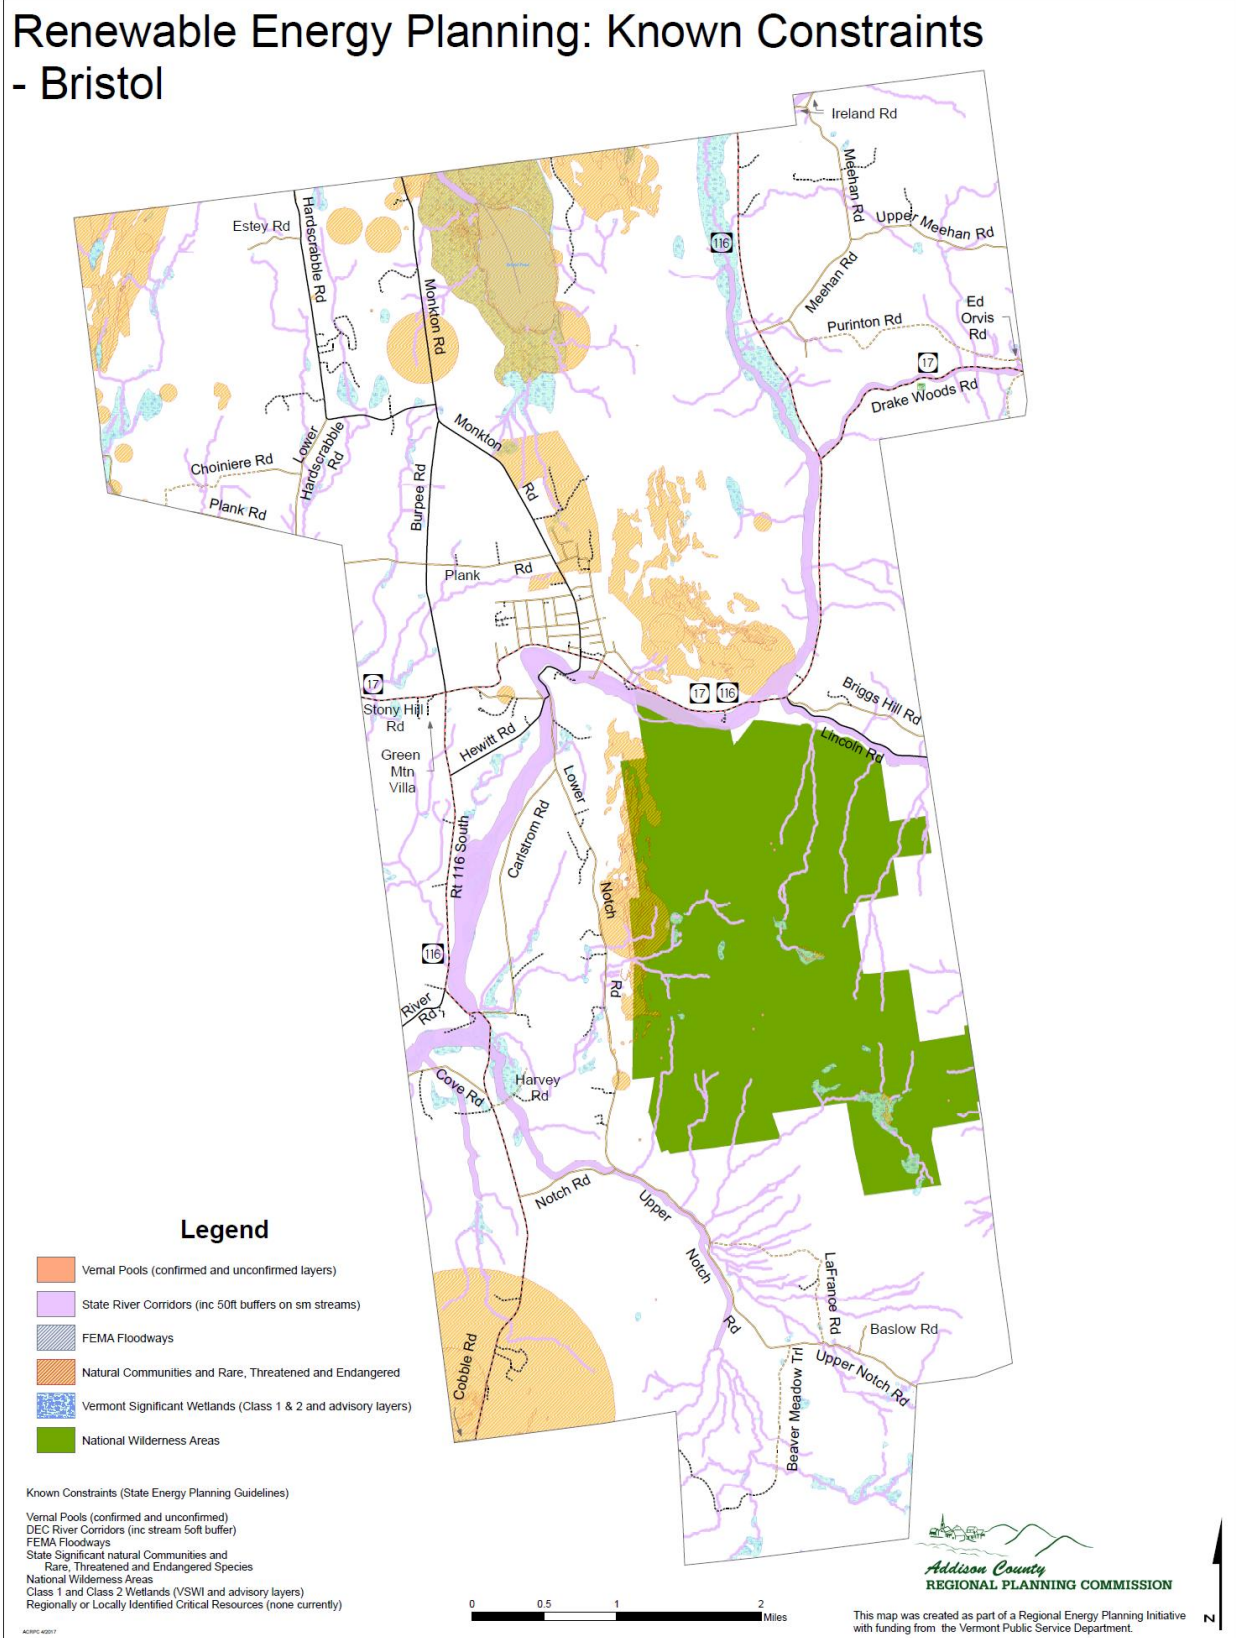 Renewable Energy Planning: Known Constraints
- Bristol
Ireland Rd
Meehan Rd
Estey Rd
Hardscrabble Rd
Upper Meehan Rd
116
Monkton Rd
Meehan Rd
Ed
Orvis
Rd
Purinton Rd
17
Drake Woods Rd
Monkton
Rd
Lower
Hardscrabble
Rd
Choiniere Rd
Burpee Rd
Plank Rd
Plank
Rd
17
17
116
Briggs Hill Rd
Stony Hill
Rd
Hewitt Rd
Lincoln Rd
Green
Mtn
Villa
Lower
Notch
Rd
Carlstrom Rd
Rt 116 South
116
River
Rd
Cove Rd
Harvey
Rd
Notch Rd
Upper
Notch
Rd
LaFrance Rd
Baslow Rd
Upper Notch Rd
Cobble Rd
Beaver Meadow Trl
Legend
Vernal Pools (confirmed and unconfirmed layers)
State River Corridors (inc 50ft buffers on sm streams)
FEMA Floodways
Natural Communities and Rare, Threatened and Endangered
Vermont Significant Wetlands (Class 1 & 2 and advisory layers)
National Wilderness Areas
Known Constraints (State Energy Planning Guidelines)
Vernal Pools (confirmed and unconfirmed)
DEC River Corridors (inc stream 5oft buffer)
FEMA Floodways
State Significant natural Communities and
Rare, Threatened and Endangered Species
National Wilderness Areas
Class 1 and Class 2 Wetlands (VSWI and advisory layers)
Regionally or Locally Identified Critical Resources (none currently)
ACRPC 4/2017
0 0.5 1 2
Miles
Addison County
REGIONAL PLANNING COMMISSION
This map was created as part of a Regional Energy Planning Initiative
with funding from the Vermont Public Service Department.
N